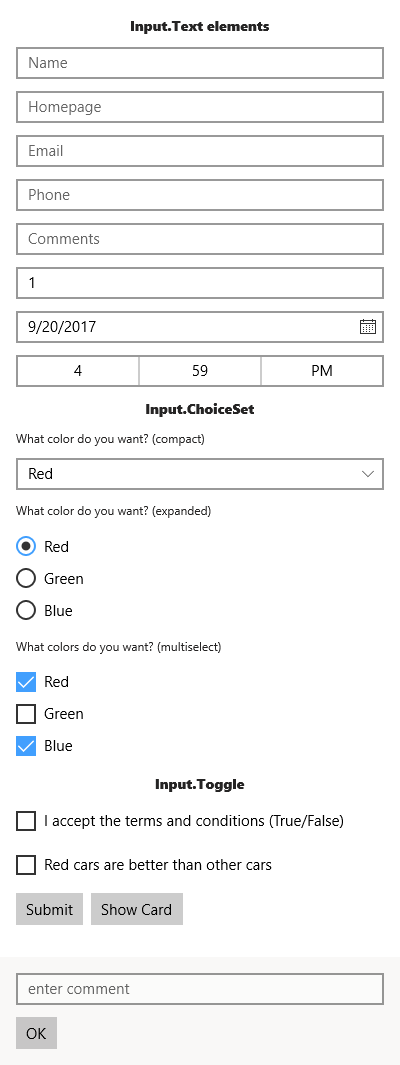 Input.Text elements
Name
Homepage
Email
Phone
Comments
1
9/20/2017
4 59 PM
Input.ChoiceSet
What color do you want? (compact)
Red
What color do you want? (expanded)
Red
Green
Blue
What colors do you want? (multiselect)
Red
Green
Blue
Input.Toggle
I accept the terms and conditions (True/False)
Red cars are better than other cars
Submit Show Card
enter comment
OK